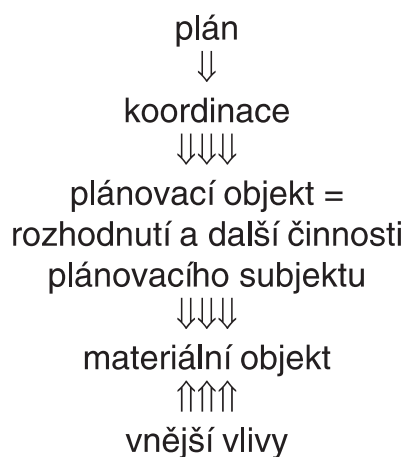 plán
⇓
koordinace
⇓⇓⇓
plánovací objekt =
rozhodnutí a další činnosti
plánovacího subjektu
⇓⇓⇓
materiální objekt
⇑⇑⇑
vnější vlivy